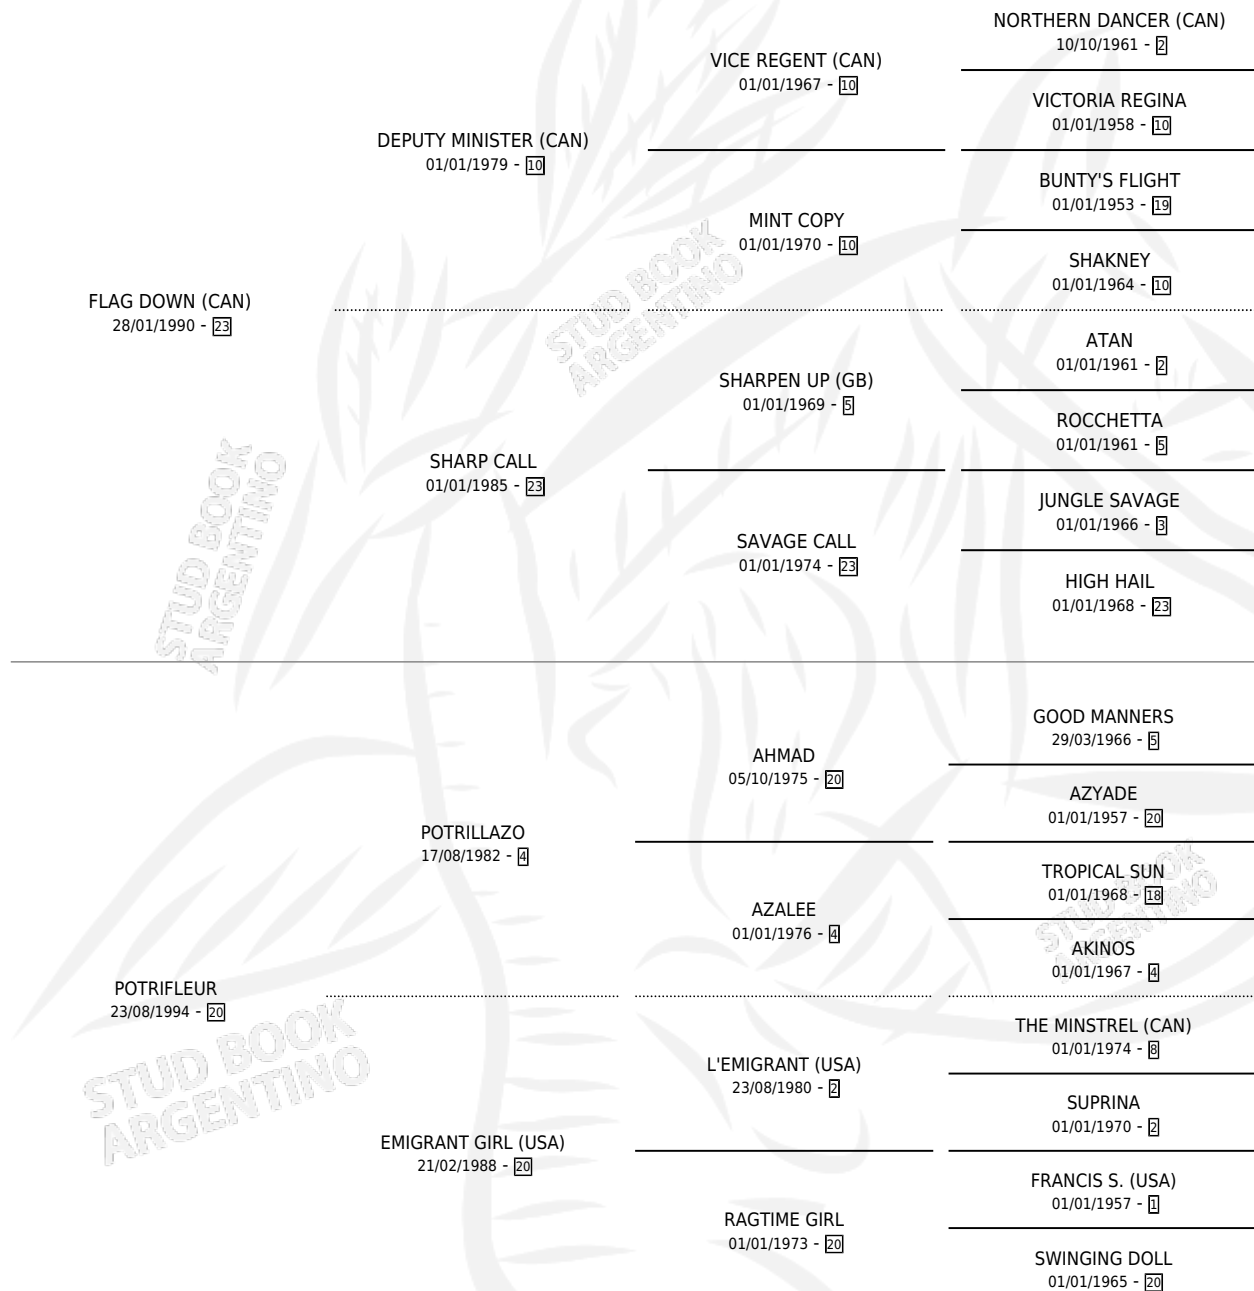 NORTHERN DANCER (CAN)
10/10/1961 - 2
VICE REGENT (CAN)
01/01/1967 - 10
VICTORIA REGINA
01/01/1958 - 10
DEPUTY MINISTER (CAN)
01/01/1979 - 10
BUNTY'S FLIGHT
01/01/1953 - 19
MINT COPY
01/01/1970 - 10
SHAKNEY
01/01/1964 - 10
FLAG DOWN (CAN)
28/01/1990 - 23
STUD BOOK
ARGENTINO
ATAN
01/01/1961 - 2
SHARPEN UP (GB)
01/01/1969 - 5
ROCCHETTA
01/01/1961 - 5
SHARP CALL
01/01/1985 - 23
JUNGLE SAVAGE
01/01/1966 - 3
SAVAGE CALL
01/01/1974 - 23
HIGH HAIL
01/01/1968 - 23
STUD BOOK
ARGENTINO
GOOD MANNERS
29/03/1966 - 5
AHMAD
05/10/1975 - 20
AZYADE
01/01/1957 - 20
POTRILLAZO
17/08/1982 - 4
TROPICAL SUN
01/01/1968 - 18
AZALEE
01/01/1976 - 4
STUD BOOK
ARGENTINO
AKINOS
01/01/1967 - 4
POTRIFLEUR
23/08/1994 - 20
THE MINSTREL (CAN)
01/01/1974 - 8
L'EMIGRANT (USA)
23/08/1980 - 2
SUPRINA
01/01/1970 - 2
STUD BOOK
ARGENTINO
EMIGRANT GIRL (USA)
21/02/1988 - 20
FRANCIS S. (USA)
01/01/1957 - 1
RAGTIME GIRL
01/01/1973 - 20
SWINGING DOLL
01/01/1965 - 20